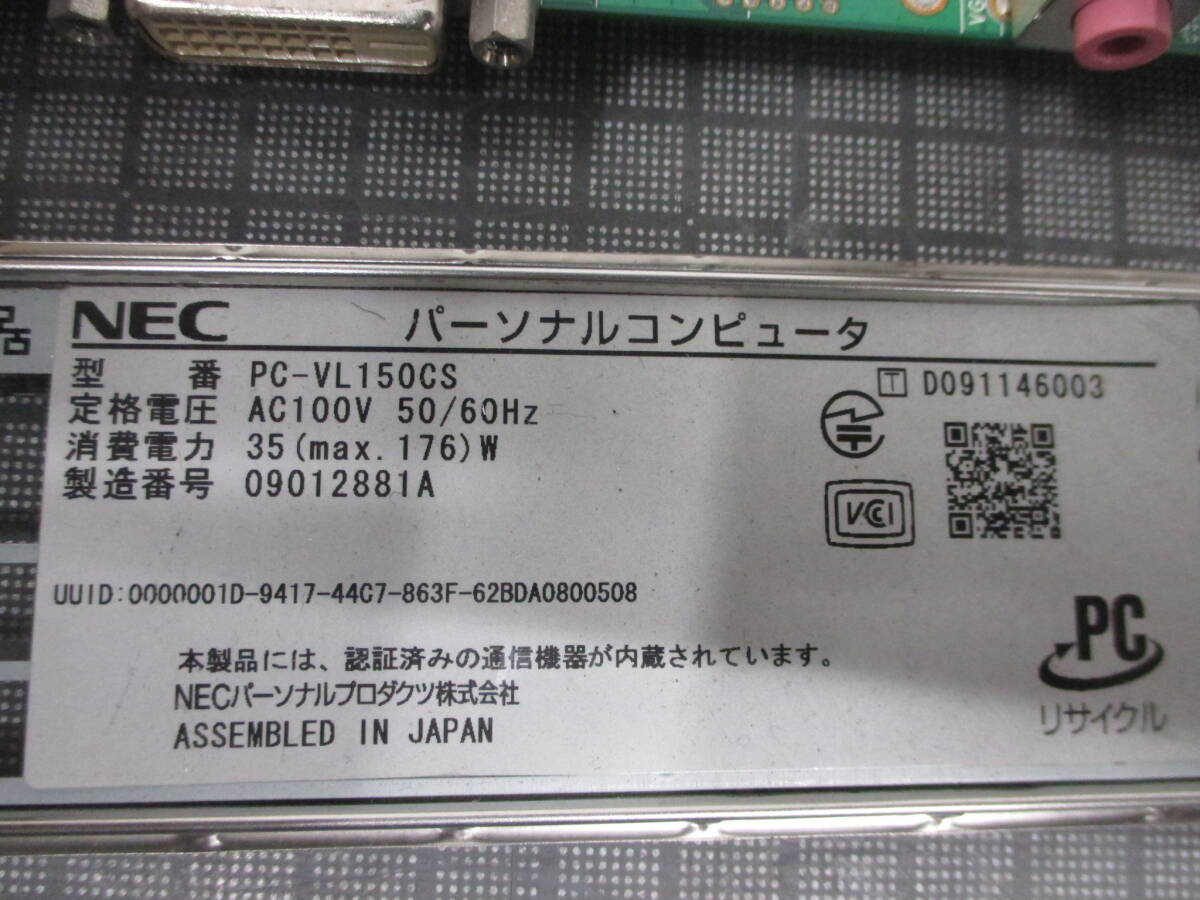 NEC パーソナルコンピュータ
型 番 PC-VL150CS
定格電圧 AC100V 50/60Hz
消費電力 35(max.176)W
製造番号 09012881A
T D091146003
VCCI
UUID:0000001D-9417-44C7-863F-62BDA0800508
本製品には、認証済みの通信機器が内蔵されています。
NECパーソナルプロダクツ株式会社
ASSEMBLED IN JAPAN
PC
リサイクル